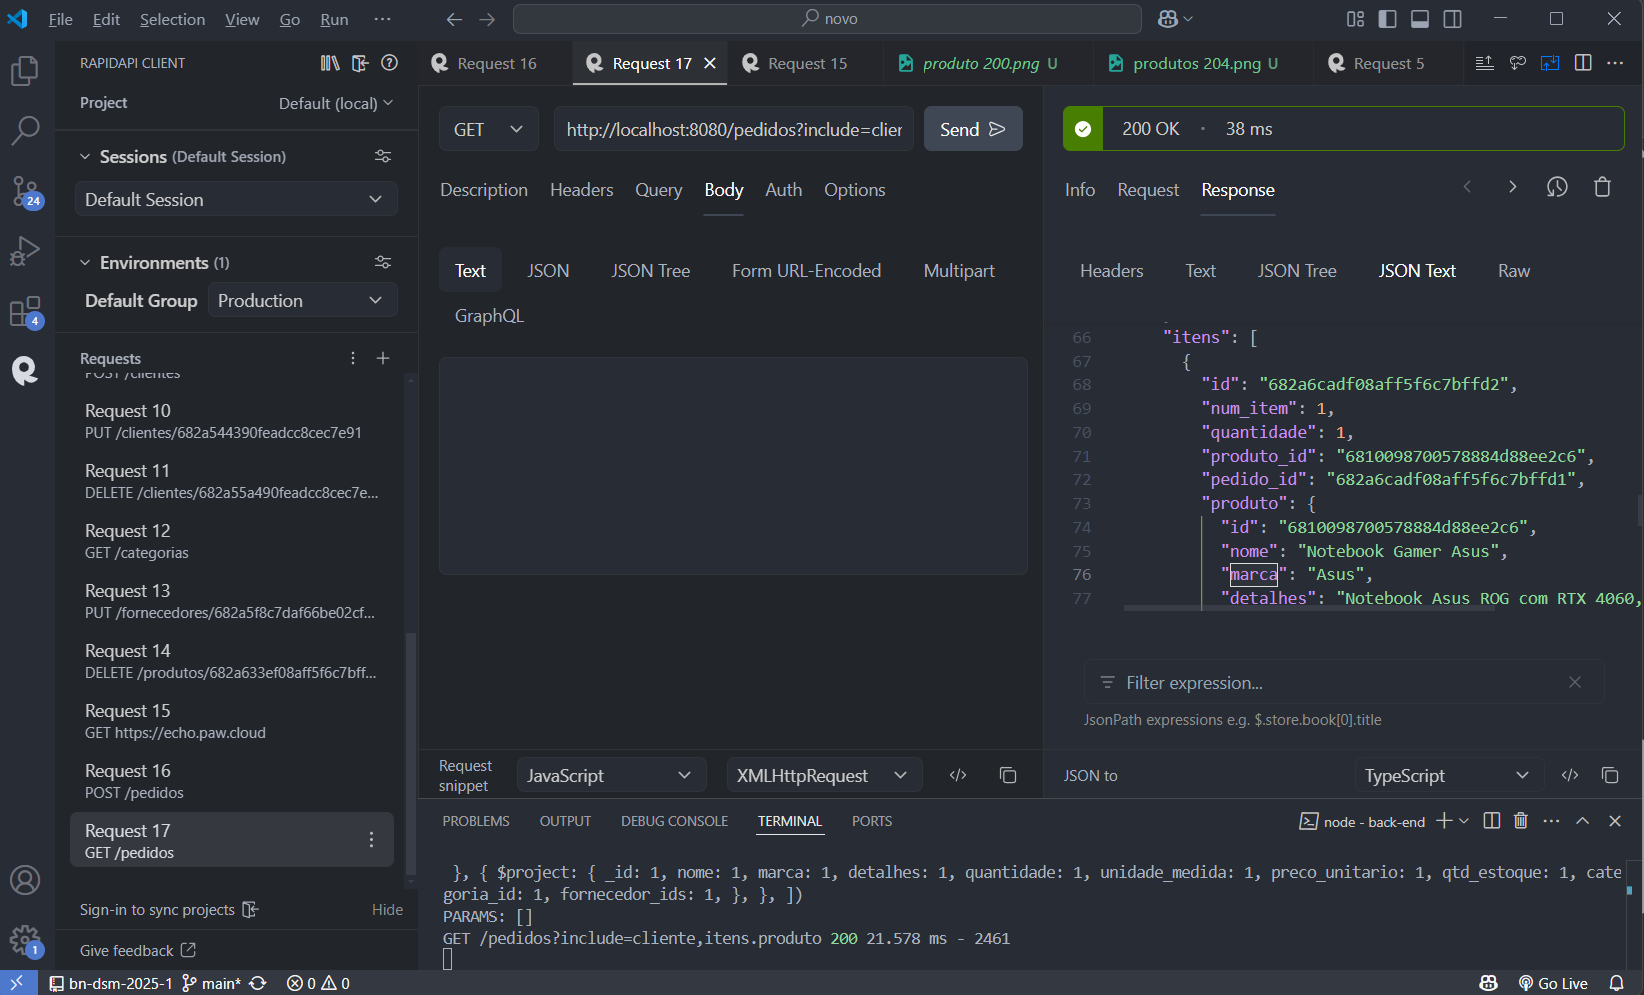 File Edit Selection View Go Run ···
novo
RAPIDAPI CLIENT
Project Default (local)
Sessions (Default Session)
Default Session
Environments (1)
Default Group Production
Requests
POST /clientes
Request 10
PUT /clientes/682a544390feadcc8cec7e91
Request 11
DELETE /clientes/682a55a490feadcc8cec7e...
Request 12
GET /categorias
Request 13
PUT /fornecedores/682a5f8c7daf66be02cf...
Request 14
DELETE /produtos/682a633ef08aff5f6c7bff...
Request 15
GET https://echo.paw.cloud
Request 16
POST /pedidos
Request 17
GET /pedidos
Sign-in to sync projects Hide
Give feedback
24
4
1
Request 16 Request 17 Request 15 produto 200.png U produtos 204.png U Request 5
GET http://localhost:8080/pedidos?include=clier Send
Description Headers Query Body Auth Options
Text JSON JSON Tree Form URL-Encoded Multipart
GraphQL
Request snippet JavaScript XMLHttpRequest
200 OK · 38 ms
Info Request Response
Headers Text JSON Tree JSON Text Raw
66 "itens": [
67 {
68 "id": "682a6cadf08aff5f6c7bffd2",
69 "num_item": 1,
70 "quantidade": 1,
71 "produto_id": "6810098700578884d88ee2c6",
72 "pedido_id": "682a6cadf08aff5f6c7bffd1",
73 "produto": {
74 "id": "6810098700578884d88ee2c6",
75 "nome": "Notebook Gamer Asus",
76 "marca": "Asus",
77 "detalhes": "Notebook Asus ROG com RTX 4060,
Filter expression...
JsonPath expressions e.g. $.store.book[0].title
JSON to TypeScript
PROBLEMS OUTPUT DEBUG CONSOLE TERMINAL PORTS node - back-end
}, { $project: { _id: 1, nome: 1, marca: 1, detalhes: 1, quantidade: 1, unidade_medida: 1, preco_unitario: 1, qtd_estoque: 1, cate
goria_id: 1, fornecedor_ids: 1, }, }, ])
PARAMS: []
GET /pedidos?include=cliente,itens.produto 200 21.578 ms - 2461
bn-dsm-2025-1 main* 0 0 Go Live